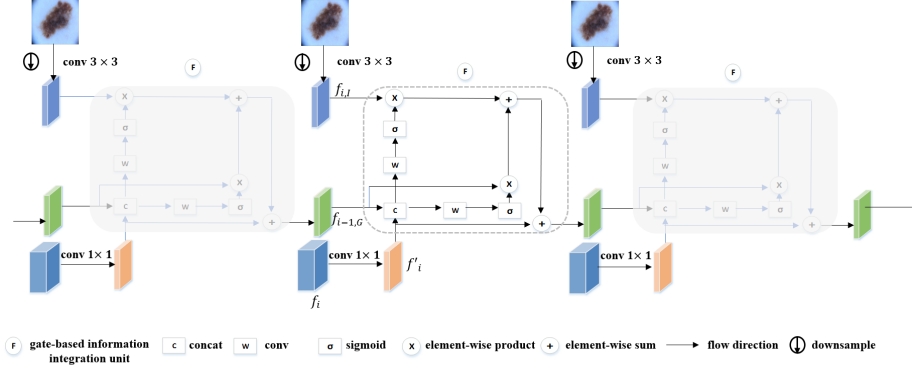 conv 3 × 3
conv 3 × 3
conv 3 × 3
F
F
F
f_{i,I}
X
+
X
+
X
+
σ
σ
σ
W
W
W
X
X
X
C
W
σ
f_{i−1,G}
C
W
σ
C
W
σ
+
+
+
conv 1× 1
conv 1× 1
f'_i
conv 1× 1
f_i
F
gate-based information
integration unit
C
concat
W
conv
σ
sigmoid
X
element-wise product
+
element-wise sum
flow direction
downsample